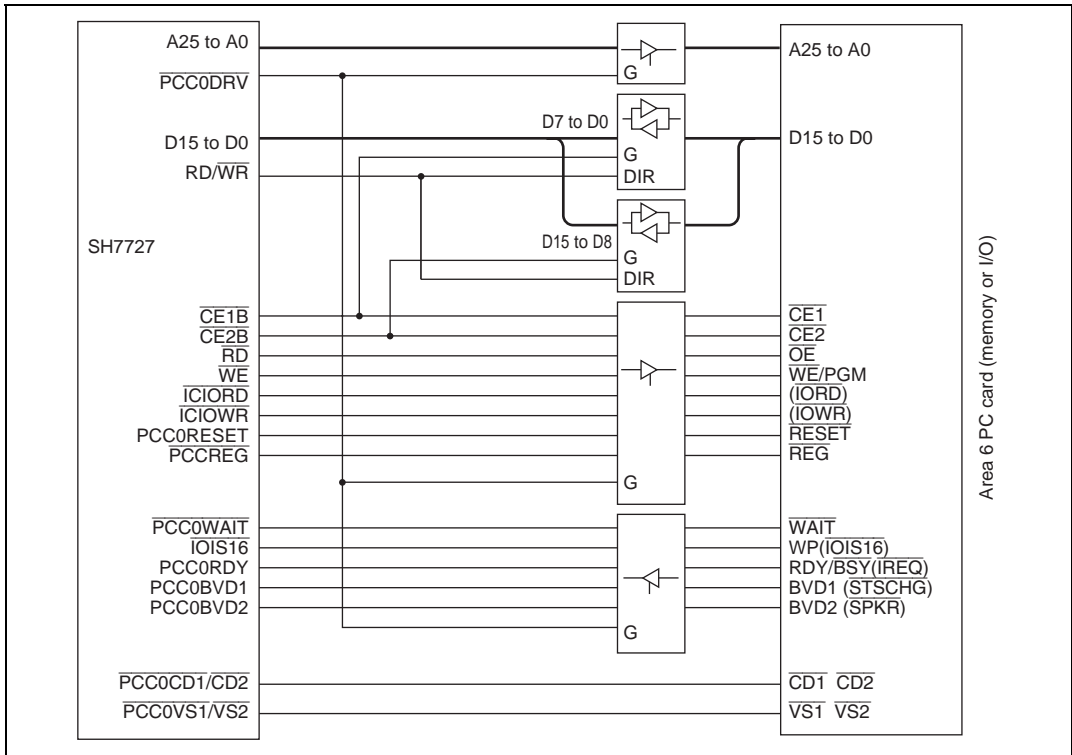 A25 to A0
PCC0DRV
D15 to D0
RD/WR
SH7727
CE1B
CE2B
RD
WE
ICIORD
ICIOWR
PCC0RESET
PCCREG
PCC0WAIT
IOIS16
PCC0RDY
PCC0BVD1
PCC0BVD2
PCC0CD1/CD2
PCC0VS1/VS2
G
D7 to D0
G
DIR
D15 to D8
G
DIR
G
G
A25 to A0
D15 to D0
CE1
CE2
OE
WE/PGM
(IORD)
(IOWR)
RESET
REG
WAIT
WP(IOIS16)
RDY/BSY(IREQ)
BVD1 (STSCHG)
BVD2 (SPKR)
CD1 CD2
VS1 VS2
Area 6 PC card (memory or I/O)